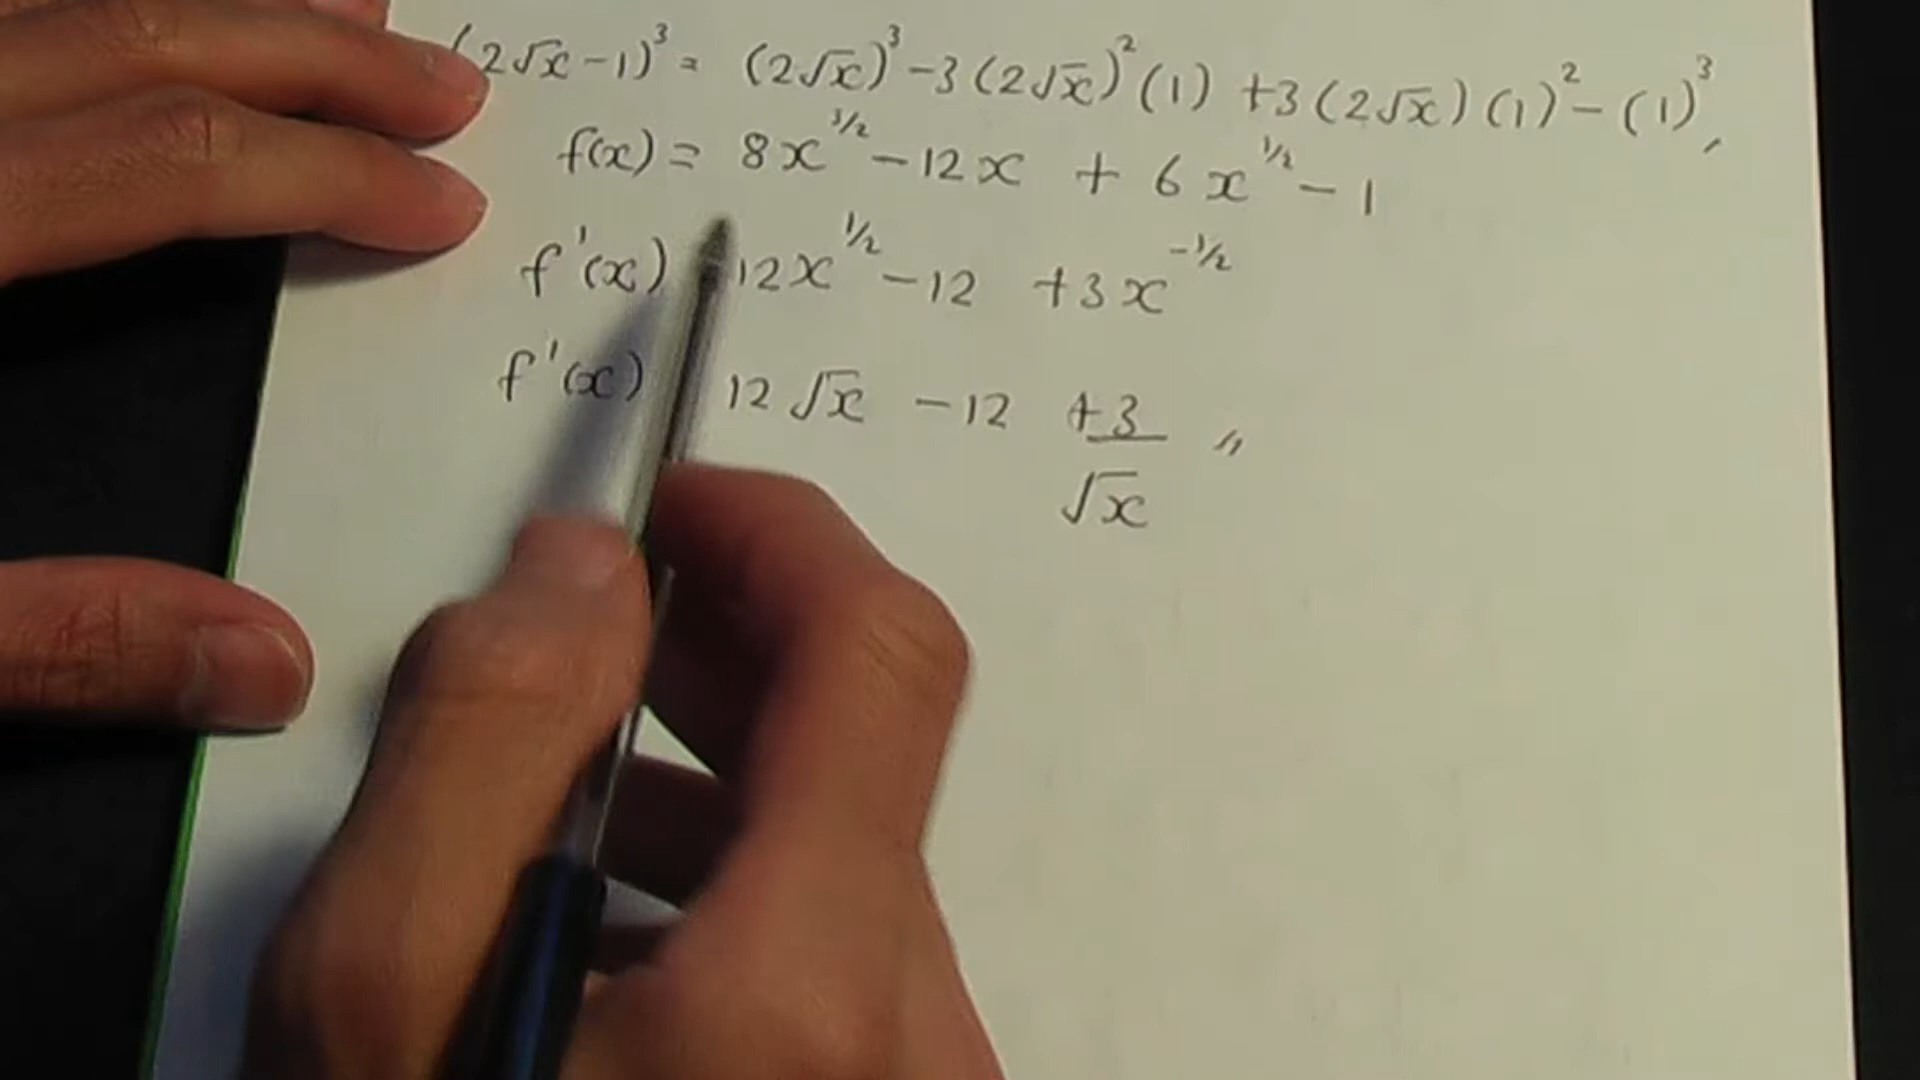 (2√x - 1)³ = (2√x)³ - 3(2√x)²(1) + 3(2√x)(1)² - (1)³,
f(x) = 8x^3/2 - 12x + 6x^1/2 - 1
f'(x) 12x^1/2 - 12 + 3x^-1/2
f'(x) 12√x - 12 + 3/√x "